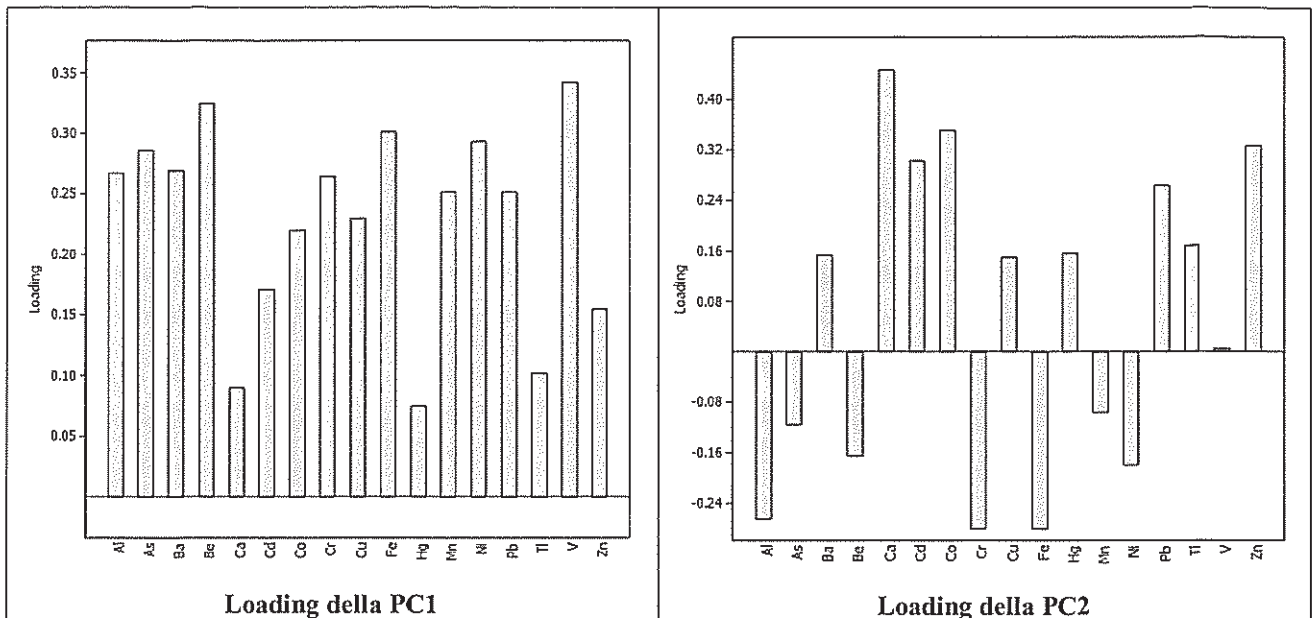 0.35
0.30
0.25
0.20
0.15
0.10
0.05
Loading
Al As Ba Be Ca Cd Co Cr Cu Fe Hg Mn Ni Pb Tl V Zn
Loading della PC1
0.40
0.32
0.24
0.16
0.08
-0.08
-0.16
-0.24
Loading
Al As Ba Be Ca Cd Co Cr Cu Fe Hg Mn Ni Pb Tl V Zn
Loading della PC2